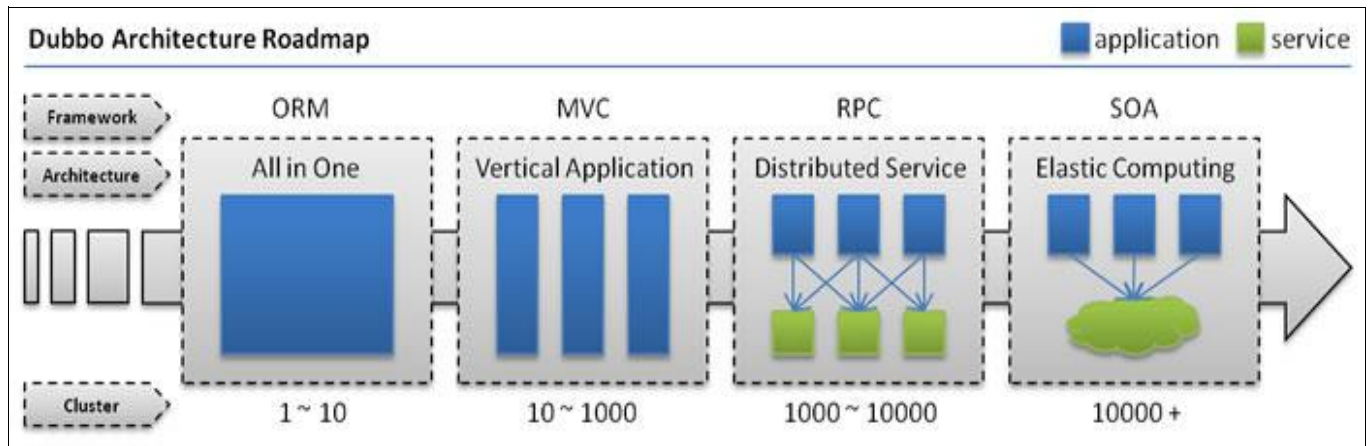 Dubbo Architecture Roadmap
application service
Framework ORM MVC RPC SOA
Architecture All in One Vertical Application Distributed Service Elastic Computing
Cluster 1 ~ 10 10 ~ 1000 1000 ~ 10000 10000 +